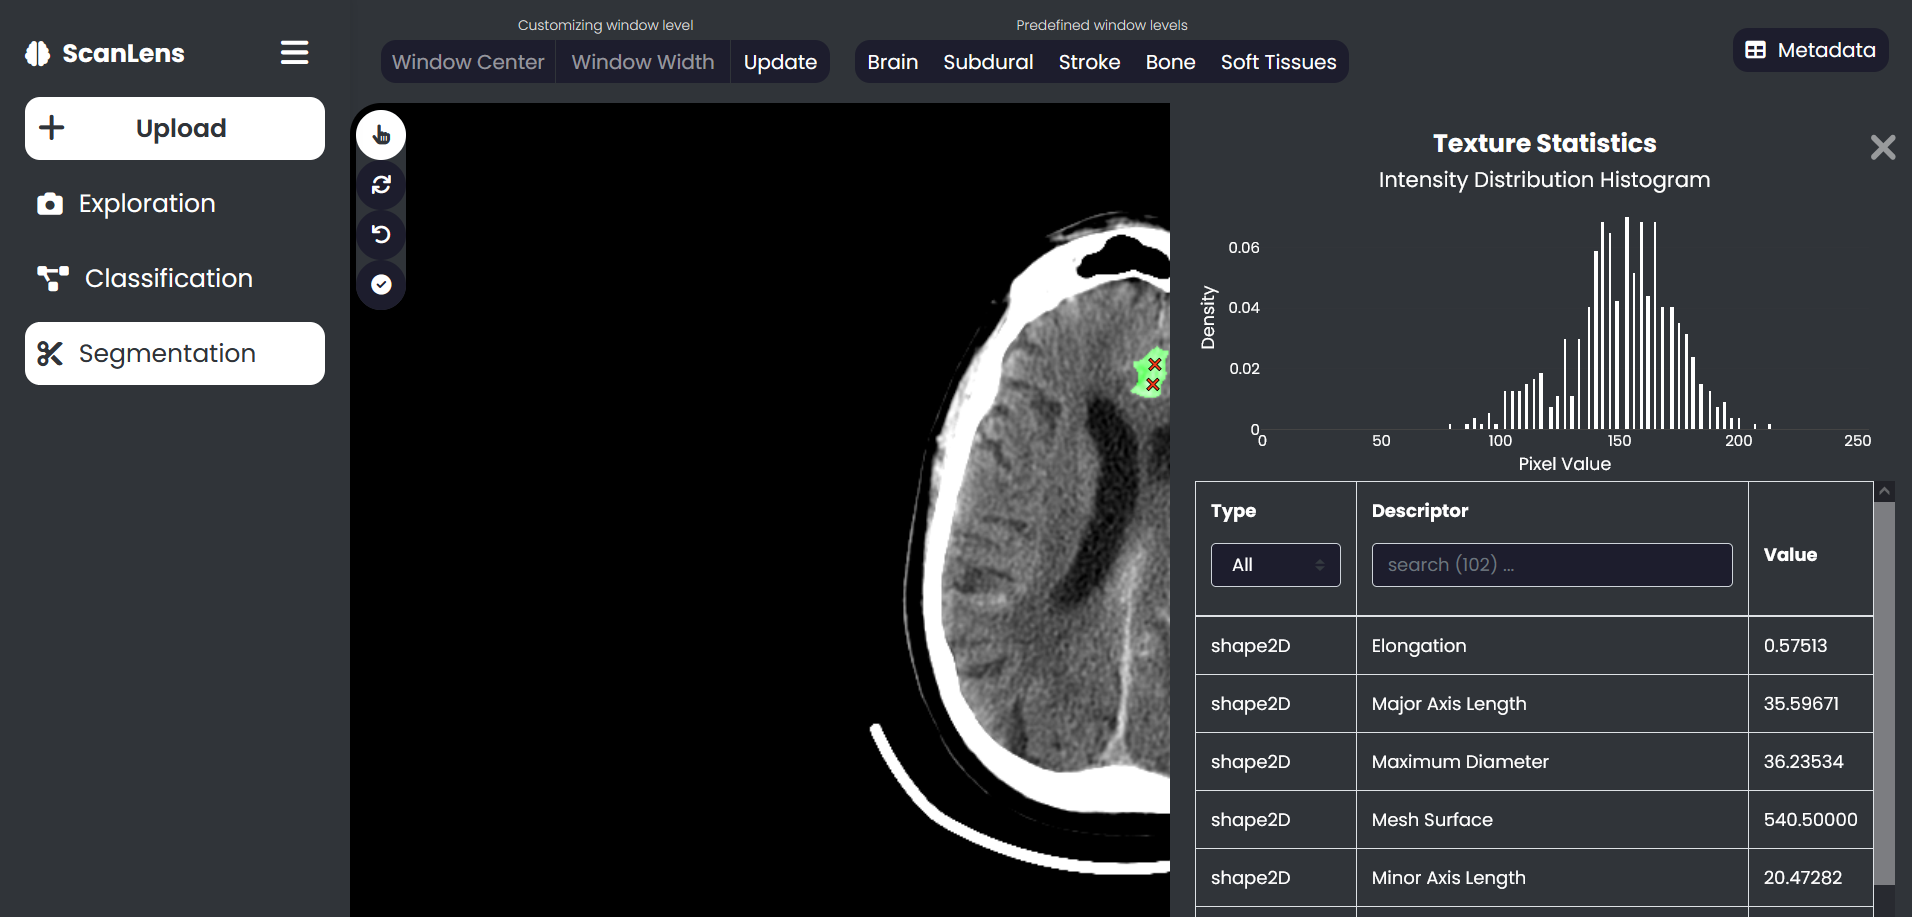 ScanLens
Upload
Exploration
Classification
Segmentation
Customizing window level
Window Center Window Width Update
Predefined window levels
Brain Subdural Stroke Bone Soft Tissues
Metadata
Texture Statistics
Intensity Distribution Histogram
0.06
0.04
0.02
0
Density
0 50 100 150 200 250
Pixel Value
Type Descriptor Value
All search (102) ...
shape2D Elongation 0.57513
shape2D Major Axis Length 35.59671
shape2D Maximum Diameter 36.23534
shape2D Mesh Surface 540.50000
shape2D Minor Axis Length 20.47282